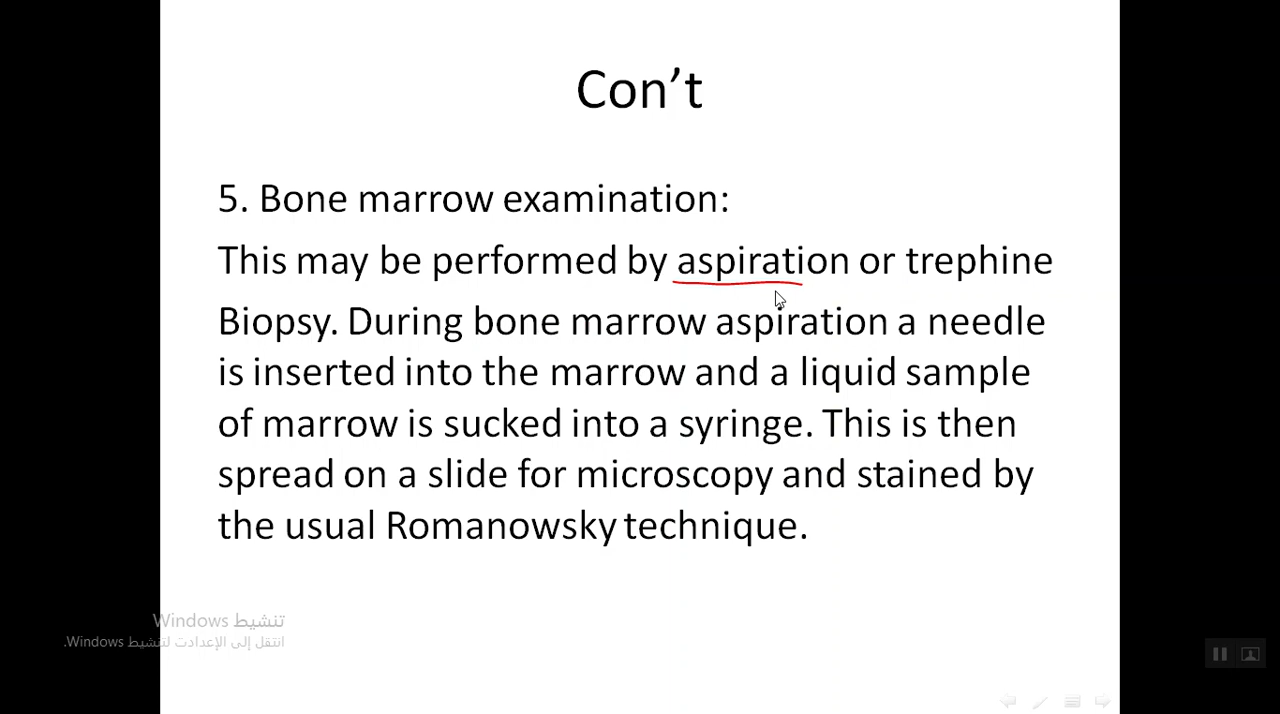 Con’t
5. Bone marrow examination:
This may be performed by aspiration or trephine
Biopsy. During bone marrow aspiration a needle
is inserted into the marrow and a liquid sample
of marrow is sucked into a syringe. This is then
spread on a slide for microscopy and stained by
the usual Romanowsky technique.
تنشيط Windows
انتقل إلى الإعدادت لتنشيط Windows.